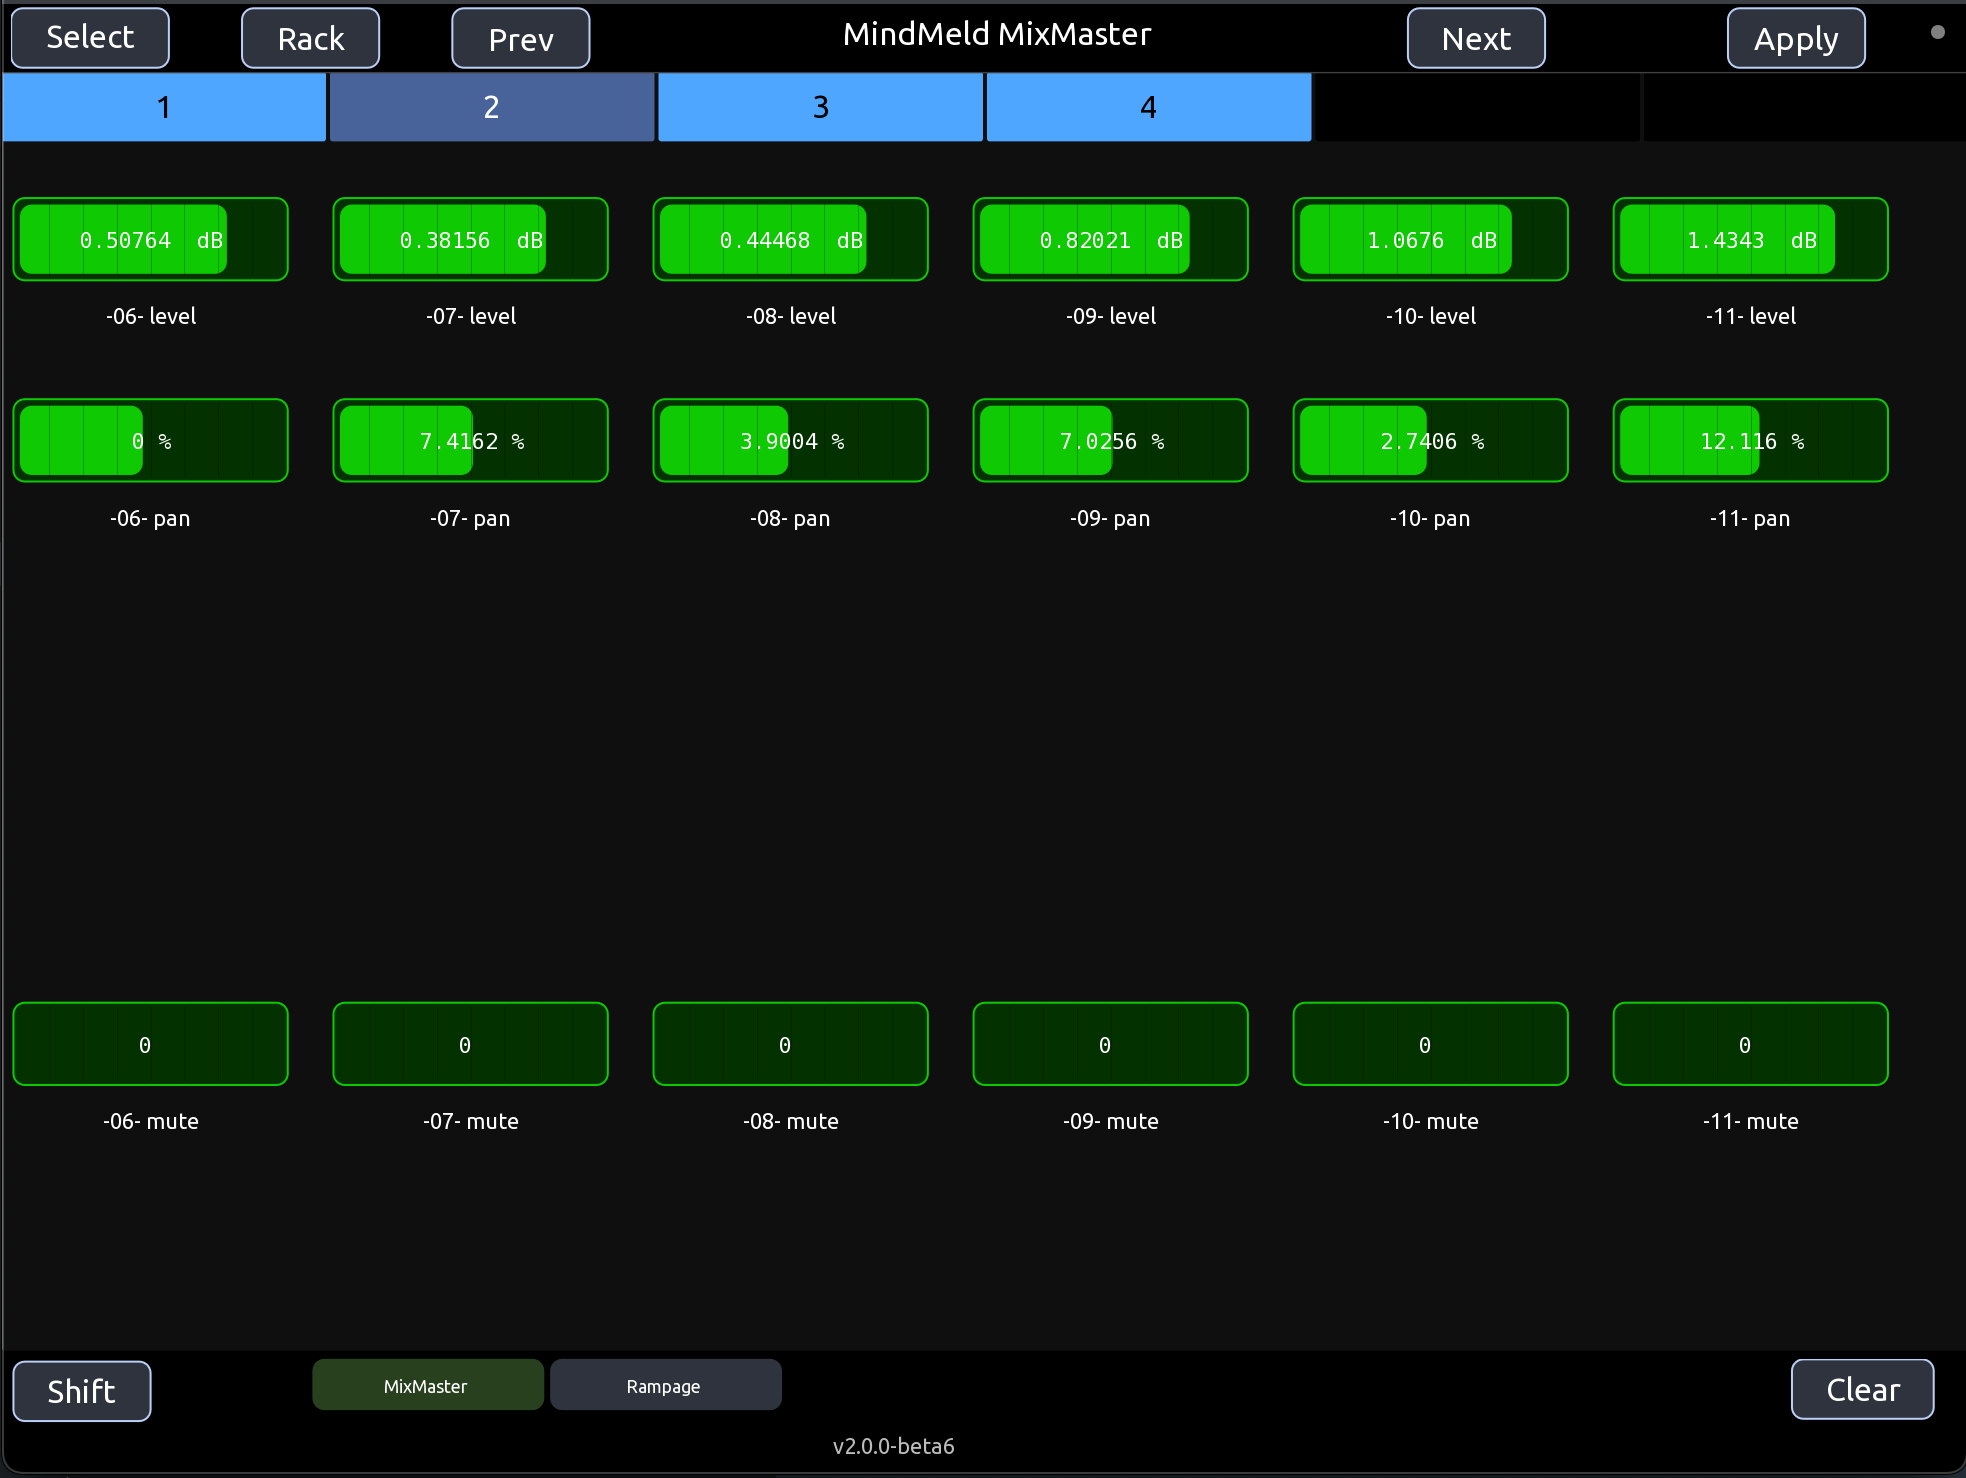 Select Rack Prev MindMeld MixMaster Next Apply
1 2 3 4
0.50764 dB 0.38156 dB 0.44468 dB 0.82021 dB 1.0676 dB 1.4343 dB
-06- level -07- level -08- level -09- level -10- level -11- level
0 % 7.4162 % 3.9004 % 7.0256 % 2.7406 % 12.116 %
-06- pan -07- pan -08- pan -09- pan -10- pan -11- pan
0 0 0 0 0 0
-06- mute -07- mute -08- mute -09- mute -10- mute -11- mute
Shift MixMaster Rampage Clear
v2.0.0-beta6